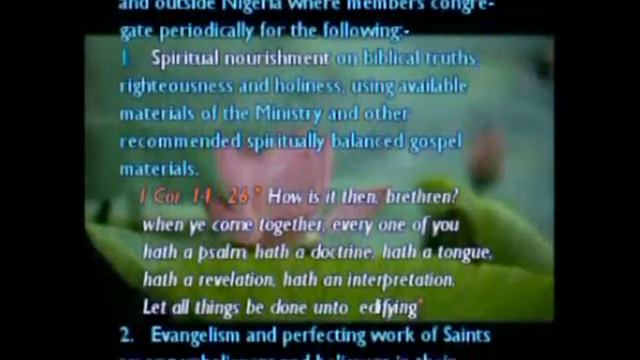 and outside Nigeria where members congre-
gate periodically for the following:-
1. Spiritual nourishment on biblical truths,
righteousness and holiness, using available
materials of the Ministry and other
recommended spiritually balanced gospel
materials.
1 Cor. 14 : 26" How is it then, brethren?
when ye come together, every one of you
hath a psalm, hath a doctrine, hath a tongue,
hath a revelation, hath an interpretation.
Let all things be done unto edifying"
2. Evangelism and perfecting work of Saints